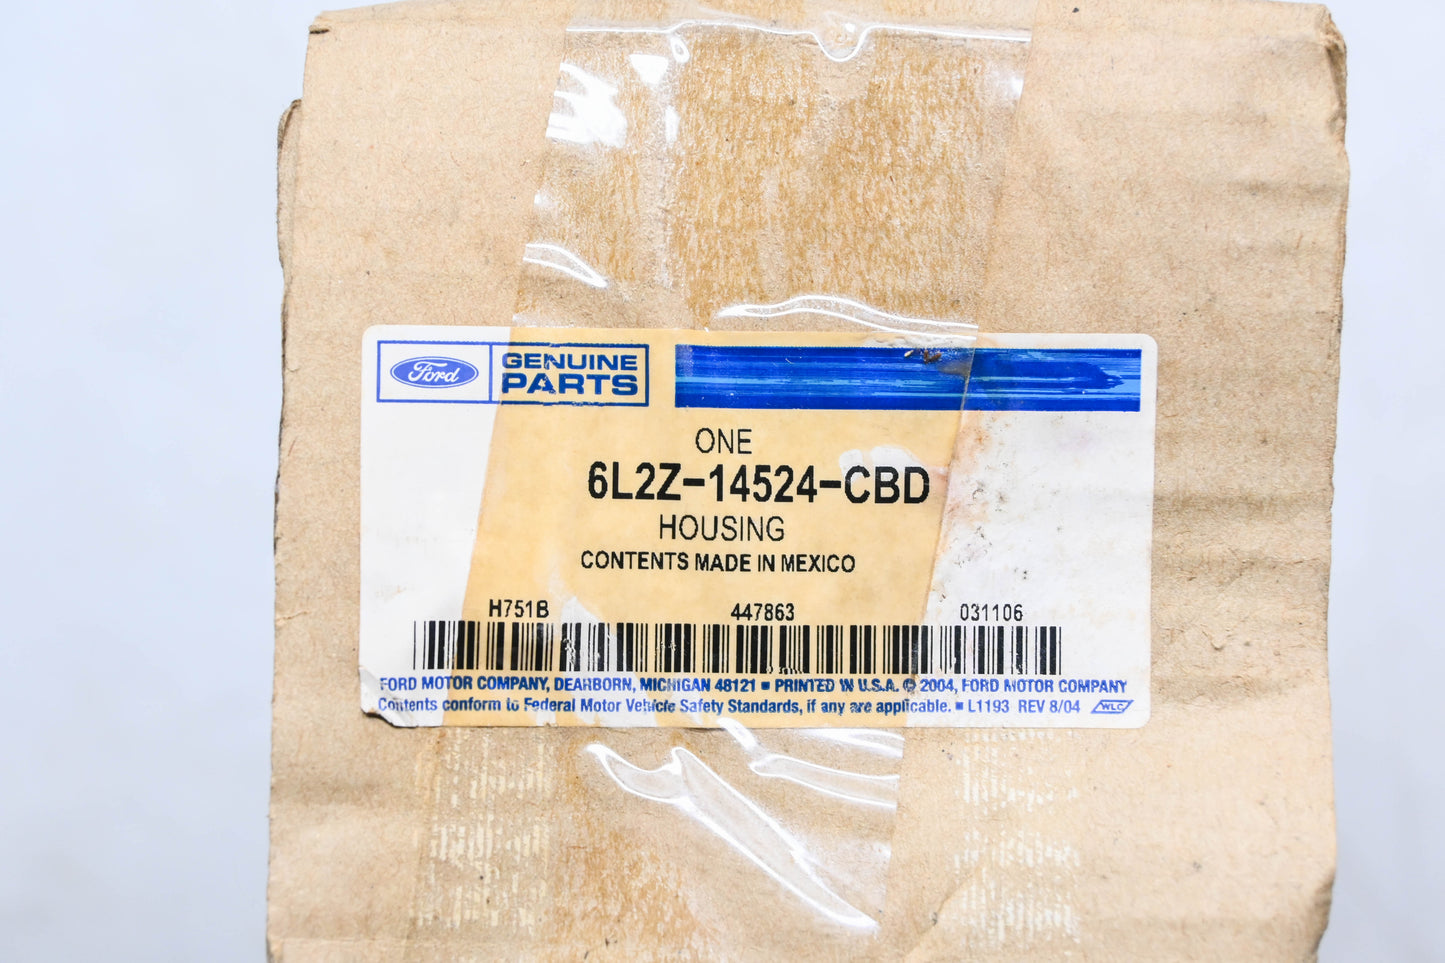 Ford GENUINE
PARTS
ONE
6L2Z-14524-CBD
HOUSING
CONTENTS MADE IN MEXICO
H751B 447863 031106
FORD MOTOR COMPANY, DEARBORN, MICHIGAN 48121 ▪ PRINTED IN U.S.A. © 2004, FORD MOTOR COMPANY
Contents conform to Federal Motor Vehicle Safety Standards, if any are applicable. ▪ L1193 REV 8/04 WLC